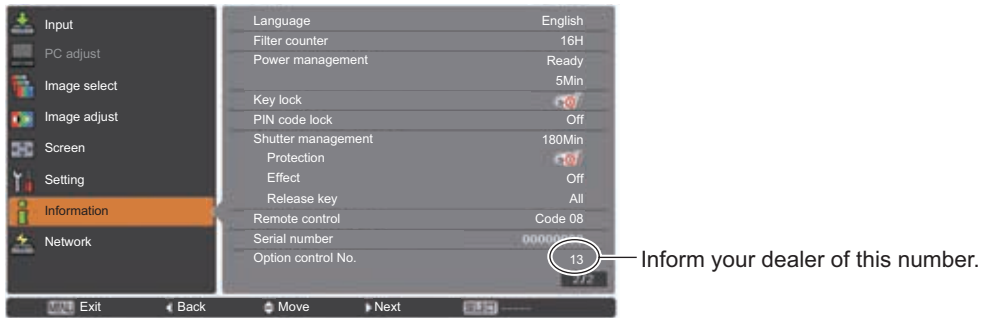 Input
PC adjust
Image select
Image adjust
Screen
Setting
Information
Network
Language English
Filter counter 16H
Power management Ready
5Min
Key lock
PIN code lock Off
Shutter management 180Min
Protection
Effect Off
Release key All
Remote control Code 08
Serial number
Option control No. 13
2/2
Inform your dealer of this number.
MENU Exit Back Move Next SELECT -----